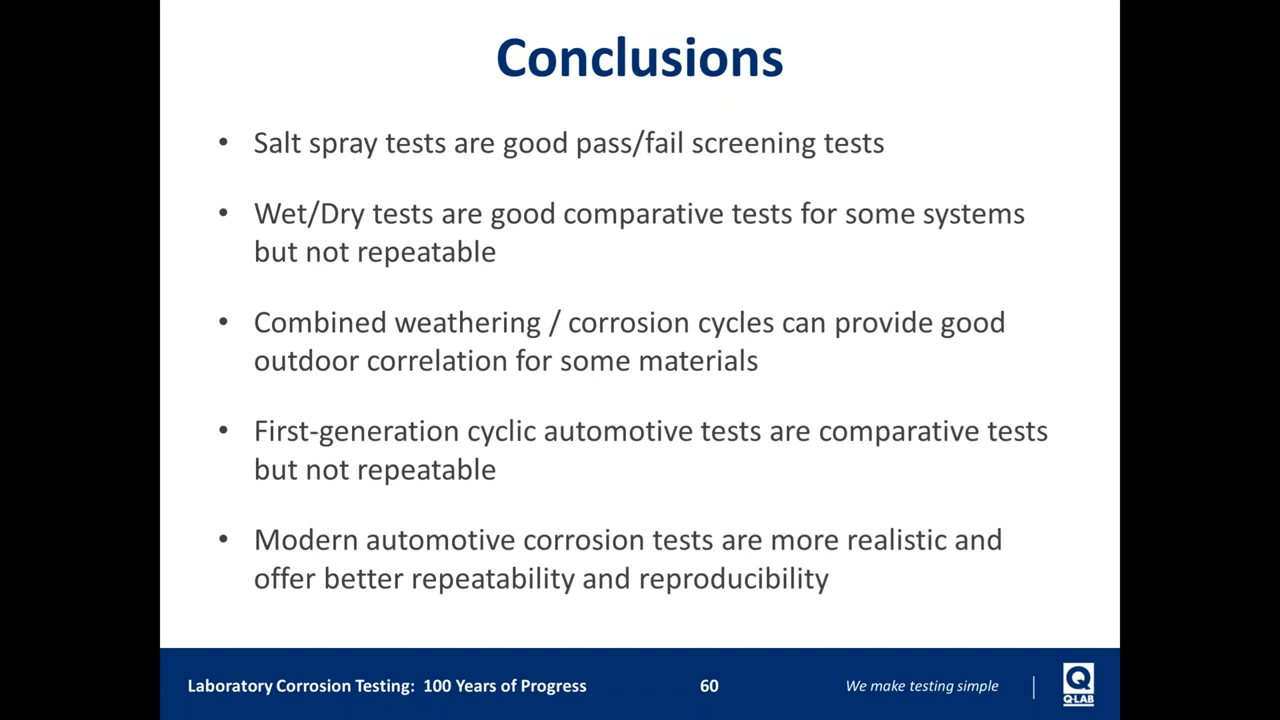 Conclusions
• Salt spray tests are good pass/fail screening tests
• Wet/Dry tests are good comparative tests for some systems
but not repeatable
• Combined weathering / corrosion cycles can provide good
outdoor correlation for some materials
• First-generation cyclic automotive tests are comparative tests
but not repeatable
• Modern automotive corrosion tests are more realistic and
offer better repeatability and reproducibility
Laboratory Corrosion Testing: 100 Years of Progress
60
We make testing simple
Q
Q-LAB